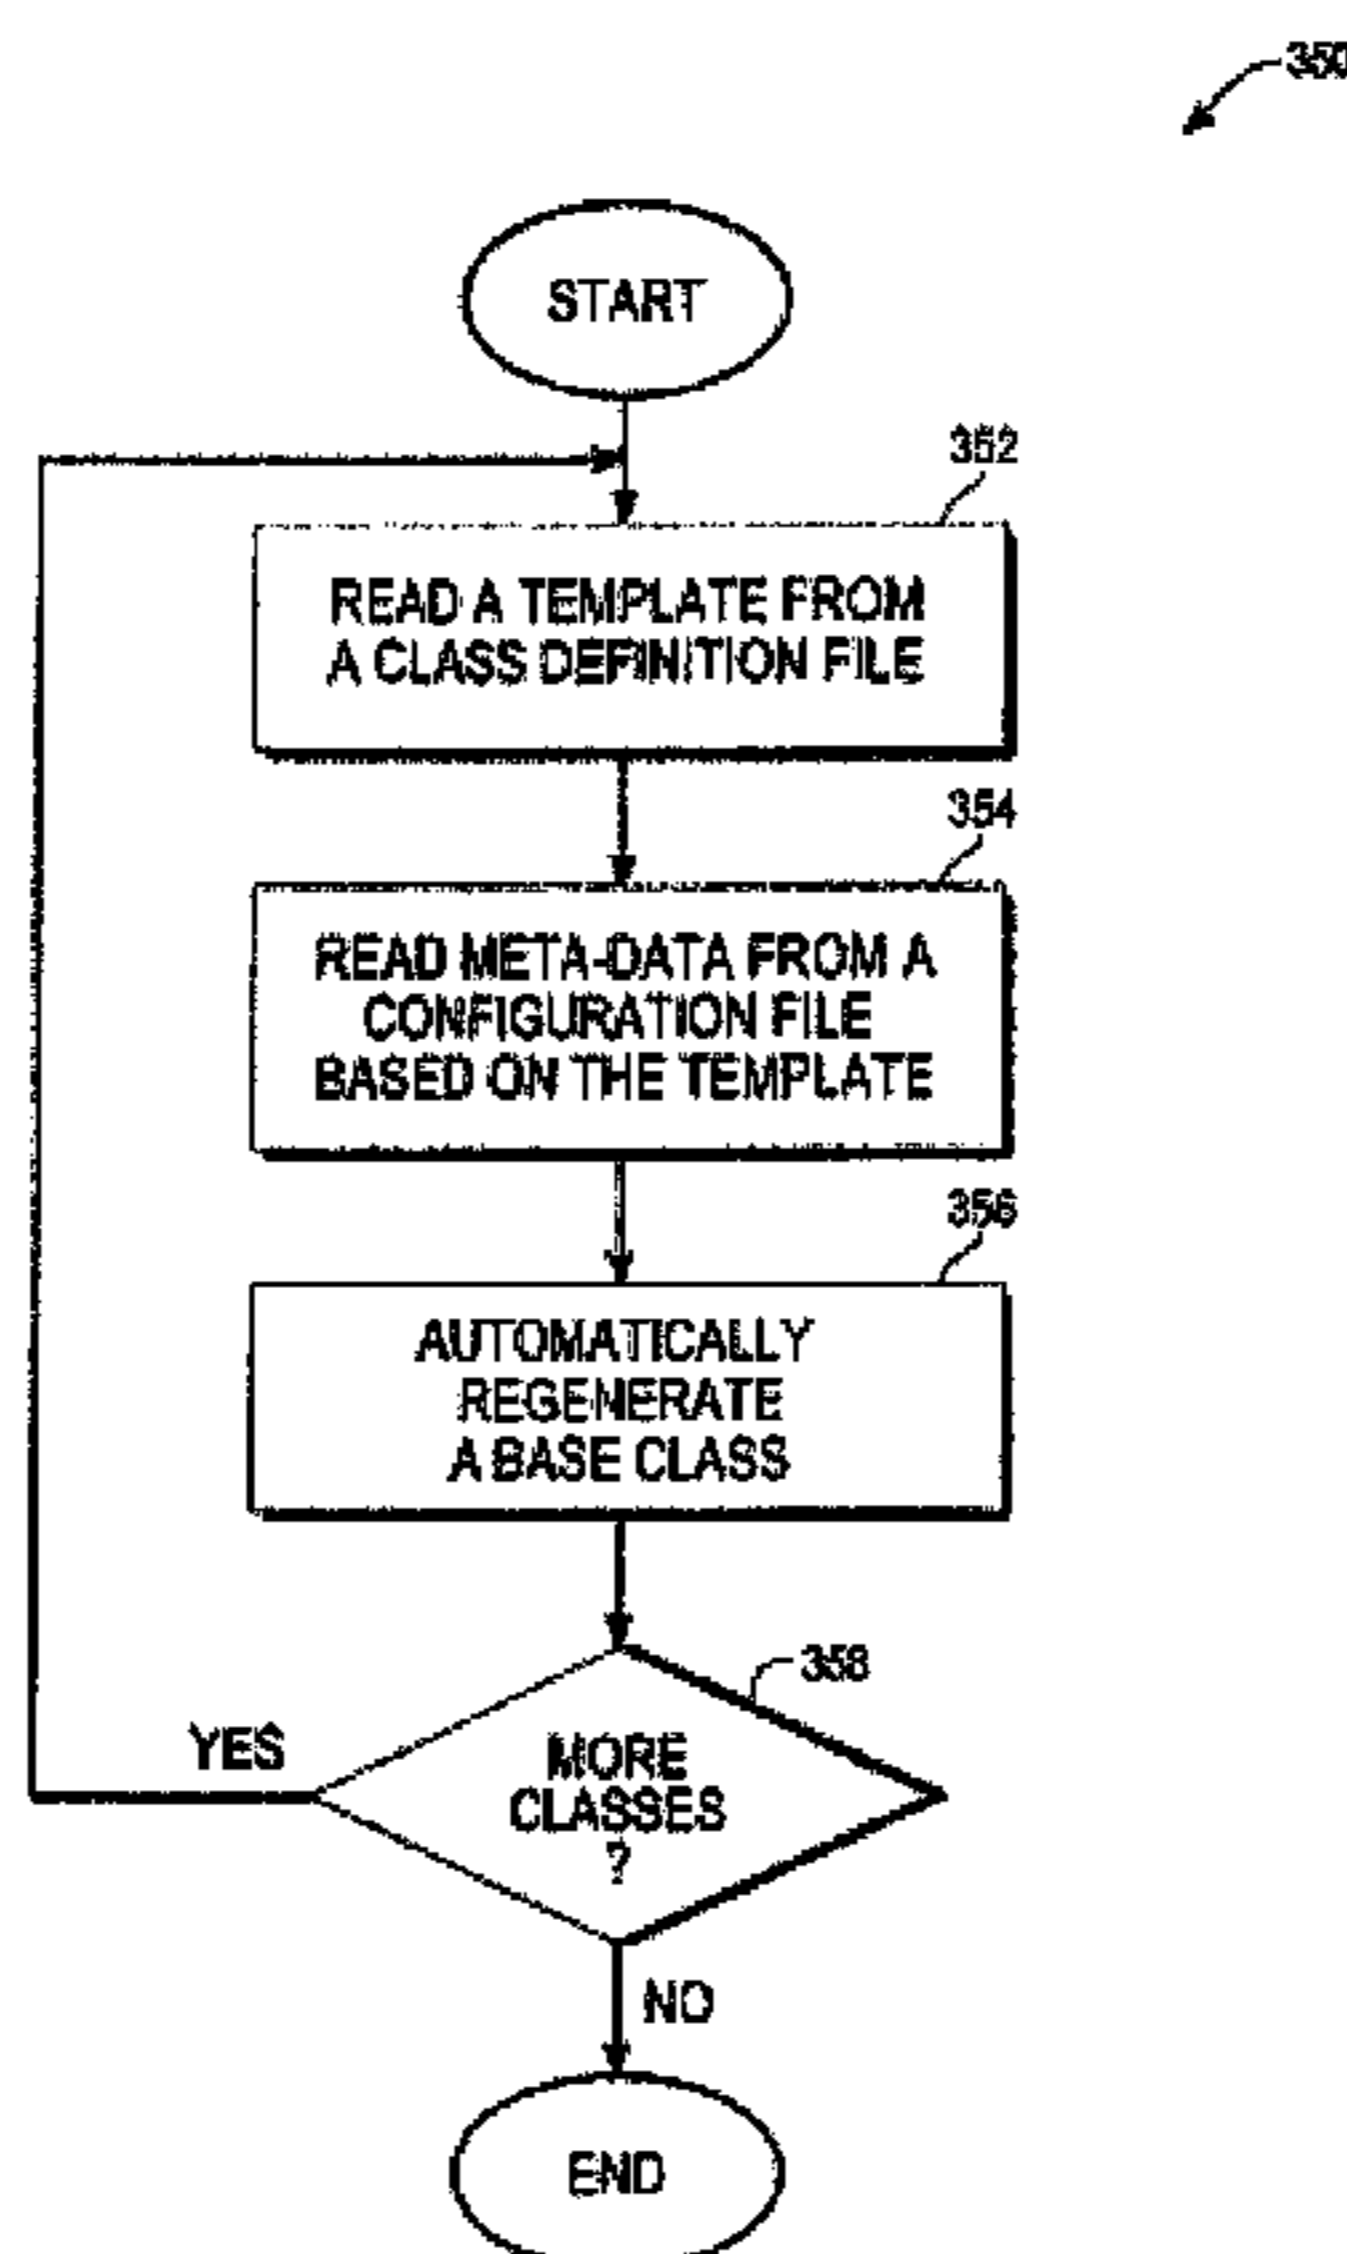 350
START
352
READ A TEMPLATE FROM
A CLASS DEFINITION FILE
354
READ META-DATA FROM A
CONFIGURATION FILE
BASED ON THE TEMPLATE
356
AUTOMATICALLY
REGENERATE
A BASE CLASS
358
YES
MORE
CLASSES
?
NO
END